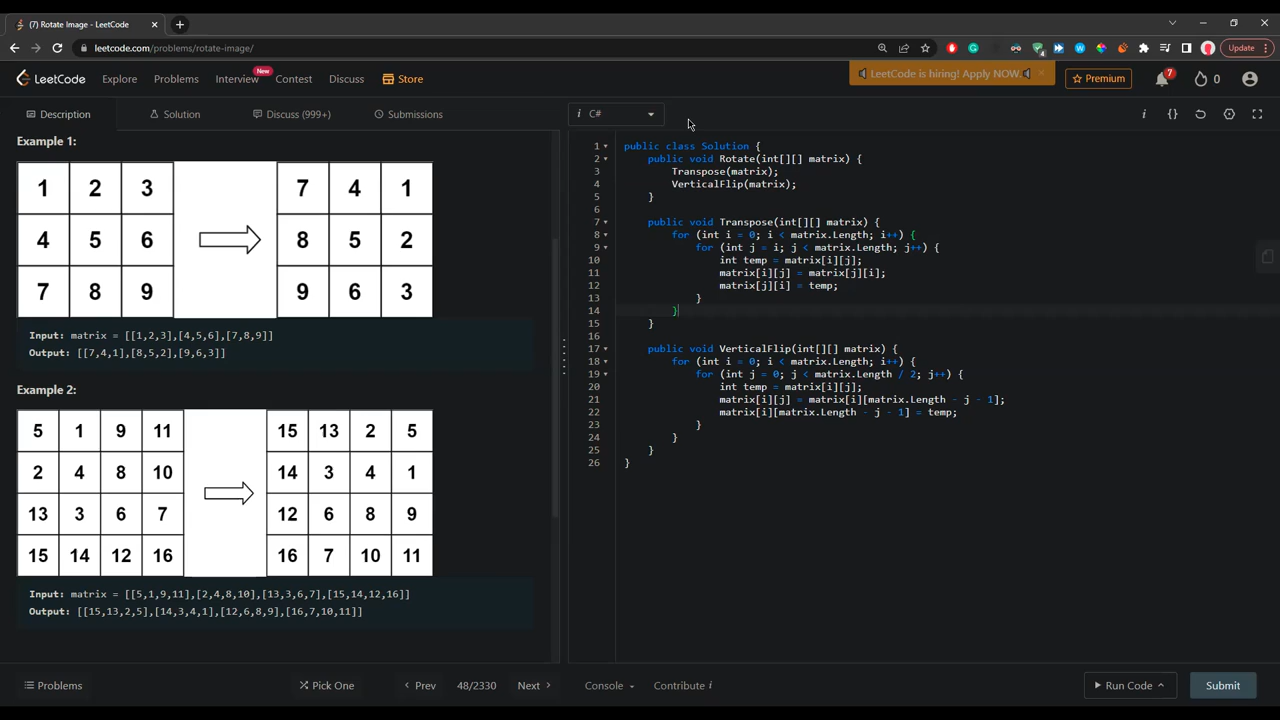 (7) Rotate Image - LeetCode
leetcode.com/problems/rotate-image/
Update
LeetCode
Explore
Problems
Interview
New
Contest
Discuss
Store
LeetCode is hiring! Apply NOW.
Premium
7
0
Description
Solution
Discuss (999+)
Submissions
i C#
Example 1:
1 2 3 7 4 1
4 5 6 8 5 2
7 8 9 9 6 3
Input: matrix = [[1,2,3],[4,5,6],[7,8,9]]
Output: [[7,4,1],[8,5,2],[9,6,3]]
Example 2:
5 1 9 11 15 13 2 5
2 4 8 10 14 3 4 1
13 3 6 7 12 6 8 9
15 14 12 16 16 7 10 11
Input: matrix = [[5,1,9,11],[2,4,8,10],[13,3,6,7],[15,14,12,16]]
Output: [[15,13,2,5],[14,3,4,1],[12,6,8,9],[16,7,10,11]]
1 public class Solution {
2 public void Rotate(int[][] matrix) {
3 Transpose(matrix);
4 VerticalFlip(matrix);
5 }
6
7 public void Transpose(int[][] matrix) {
8 for (int i = 0; i < matrix.Length; i++) {
9 for (int j = i; j < matrix.Length; j++) {
10 int temp = matrix[i][j];
11 matrix[i][j] = matrix[j][i];
12 matrix[j][i] = temp;
13 }
14 }
15 }
16
17 public void VerticalFlip(int[][] matrix) {
18 for (int i = 0; i < matrix.Length; i++) {
19 for (int j = 0; j < matrix.Length / 2; j++) {
20 int temp = matrix[i][j];
21 matrix[i][j] = matrix[i][matrix.Length - j - 1];
22 matrix[i][matrix.Length - j - 1] = temp;
23 }
24 }
25 }
26 }
Problems
Pick One
Prev
48/2330
Next
Console
Contribute i
Run Code
Submit